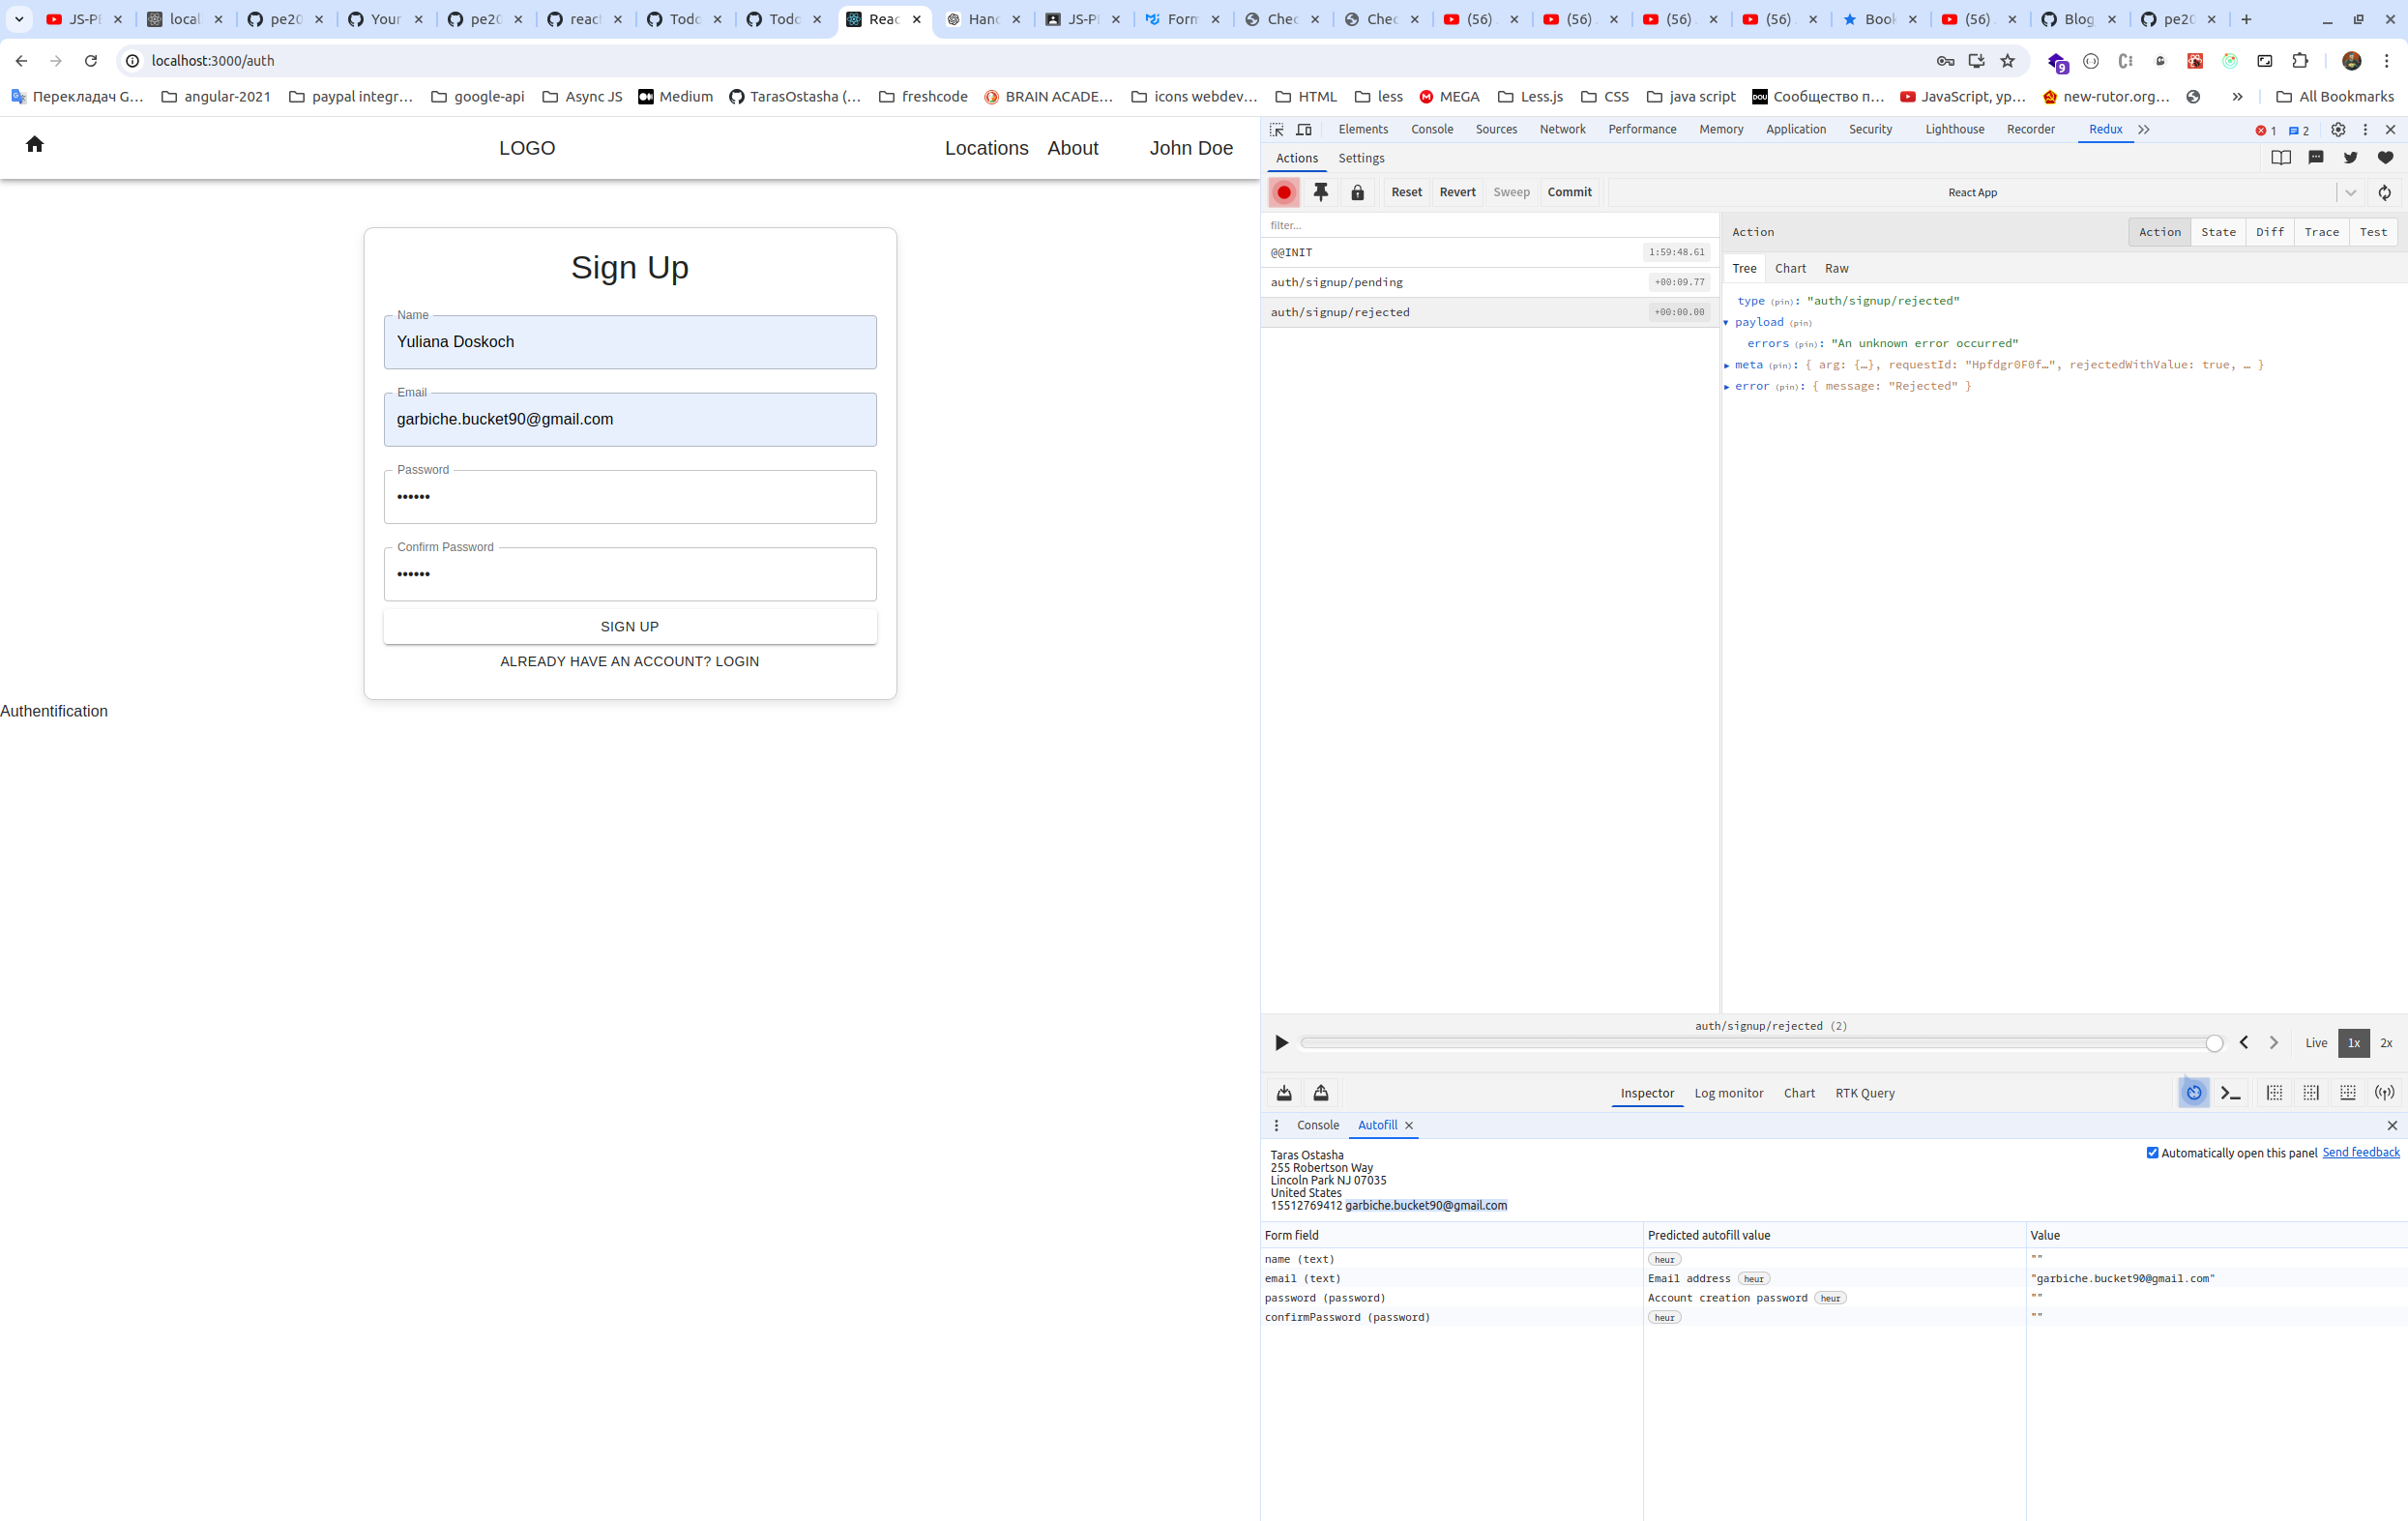 JS-PE
local
pe20
Your
pe20
reac
Todo
Todo
Reac
Hand
JS-PE
Form
Chec
Chec
(56)
(56)
(56)
(56)
Book
(56)
Blog
pe20
localhost:3000/auth
9
Перекладач G...
angular-2021
paypal integr...
google-api
Async JS
Medium
TarasOstasha (...
freshcode
BRAIN ACADE...
icons webdev...
HTML
less
MEGA
Less.js
CSS
java script
DOU
Сообщество п...
JavaScript, ур...
new-rutor.org...
»
All Bookmarks
LOGO
Locations
About
John Doe
Sign Up
Name
Yuliana Doskoch
Email
garbiche.bucket90@gmail.com
Password
••••••
Confirm Password
••••••
SIGN UP
ALREADY HAVE AN ACCOUNT? LOGIN
Authentification
Elements Console Sources Network Performance Memory Application Security Lighthouse Recorder Redux » 1 2
Actions Settings
Reset Revert Sweep Commit React App
filter...
@@INIT 1:59:48.61
auth/signup/pending +00:09.77
auth/signup/rejected +00:00.00
Action Action State Diff Trace Test
Tree Chart Raw
type (pin): "auth/signup/rejected"
payload (pin)
errors (pin): "An unknown error occurred"
meta (pin): { arg: {…}, requestId: "Hpfdgr0F0f…", rejectedWithValue: true, … }
error (pin): { message: "Rejected" }
auth/signup/rejected (2)
Live 1x 2x
Inspector Log monitor Chart RTK Query
Console Autofill
Taras Ostasha
255 Robertson Way
Lincoln Park NJ 07035
United States
15512769412 garbiche.bucket90@gmail.com
Automatically open this panel Send feedback
Form field Predicted autofill value Value
name (text) heur ""
email (text) Email address heur "garbiche.bucket90@gmail.com"
password (password) Account creation password heur ""
confirmPassword (password) heur ""